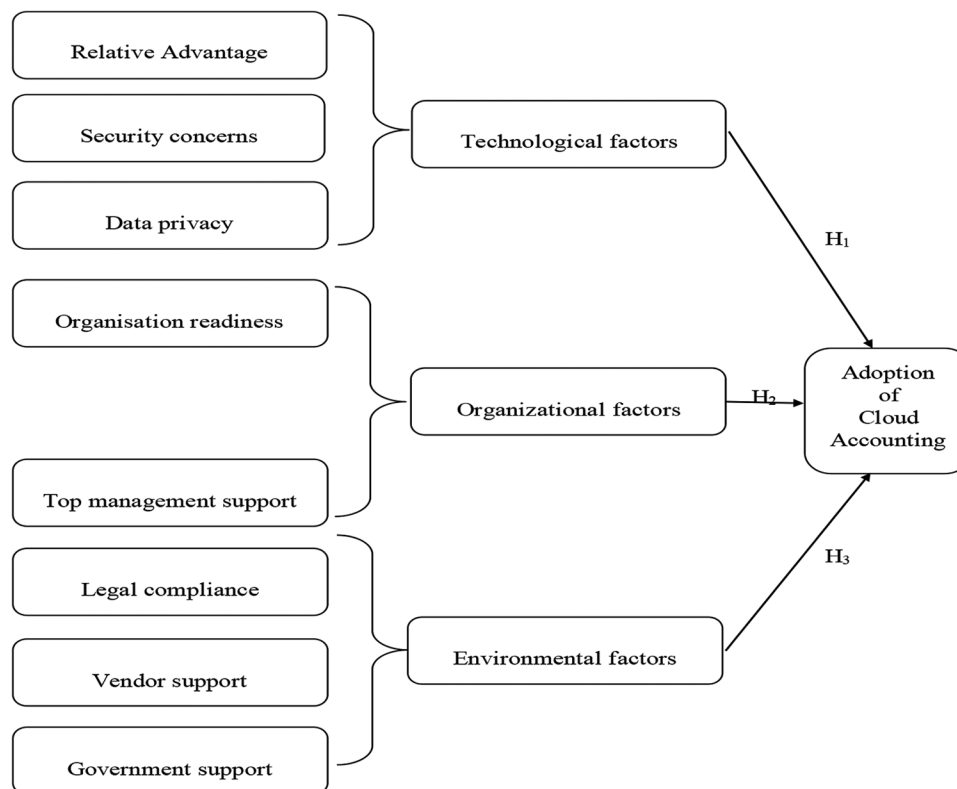 Relative Advantage
Security concerns
Data privacy
Technological factors
H₁
Organisation readiness
Top management support
Organizational factors
H₂
Legal compliance
Vendor support
Government support
Environmental factors
H₃
Adoption
of
Cloud
Accounting